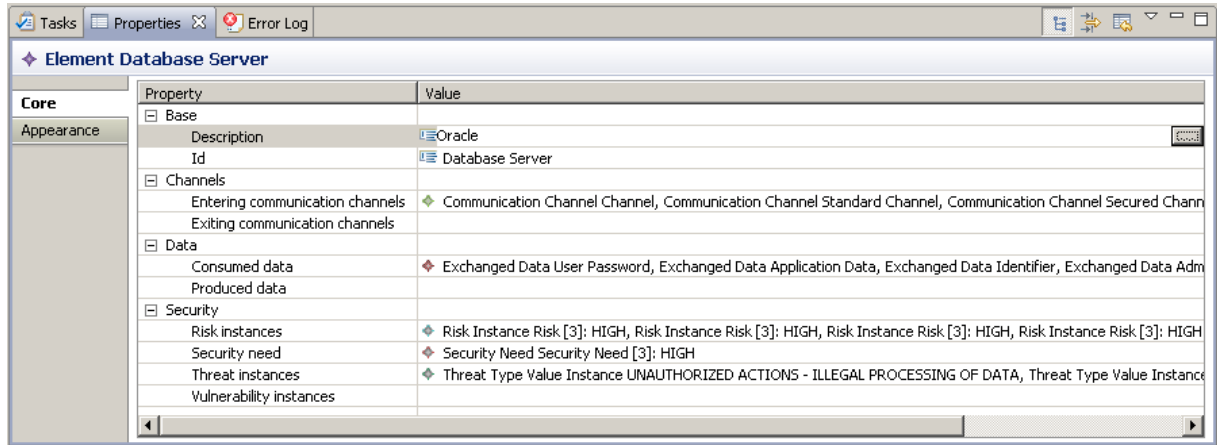 Tasks Properties Error Log
Element Database Server
Property Value
Core
Base
Appearance
Description Oracle ...
Id Database Server
Channels
Entering communication channels Communication Channel Channel, Communication Channel Standard Channel, Communication Channel Secured Chann
Exiting communication channels
Data
Consumed data Exchanged Data User Password, Exchanged Data Application Data, Exchanged Data Identifier, Exchanged Data Adm
Produced data
Security
Risk instances Risk Instance Risk [3]: HIGH, Risk Instance Risk [3]: HIGH, Risk Instance Risk [3]: HIGH, Risk Instance Risk [3]: HIGH
Security need Security Need Security Need [3]: HIGH
Threat instances Threat Type Value Instance UNAUTHORIZED ACTIONS - ILLEGAL PROCESSING OF DATA, Threat Type Value Instance
Vulnerability instances